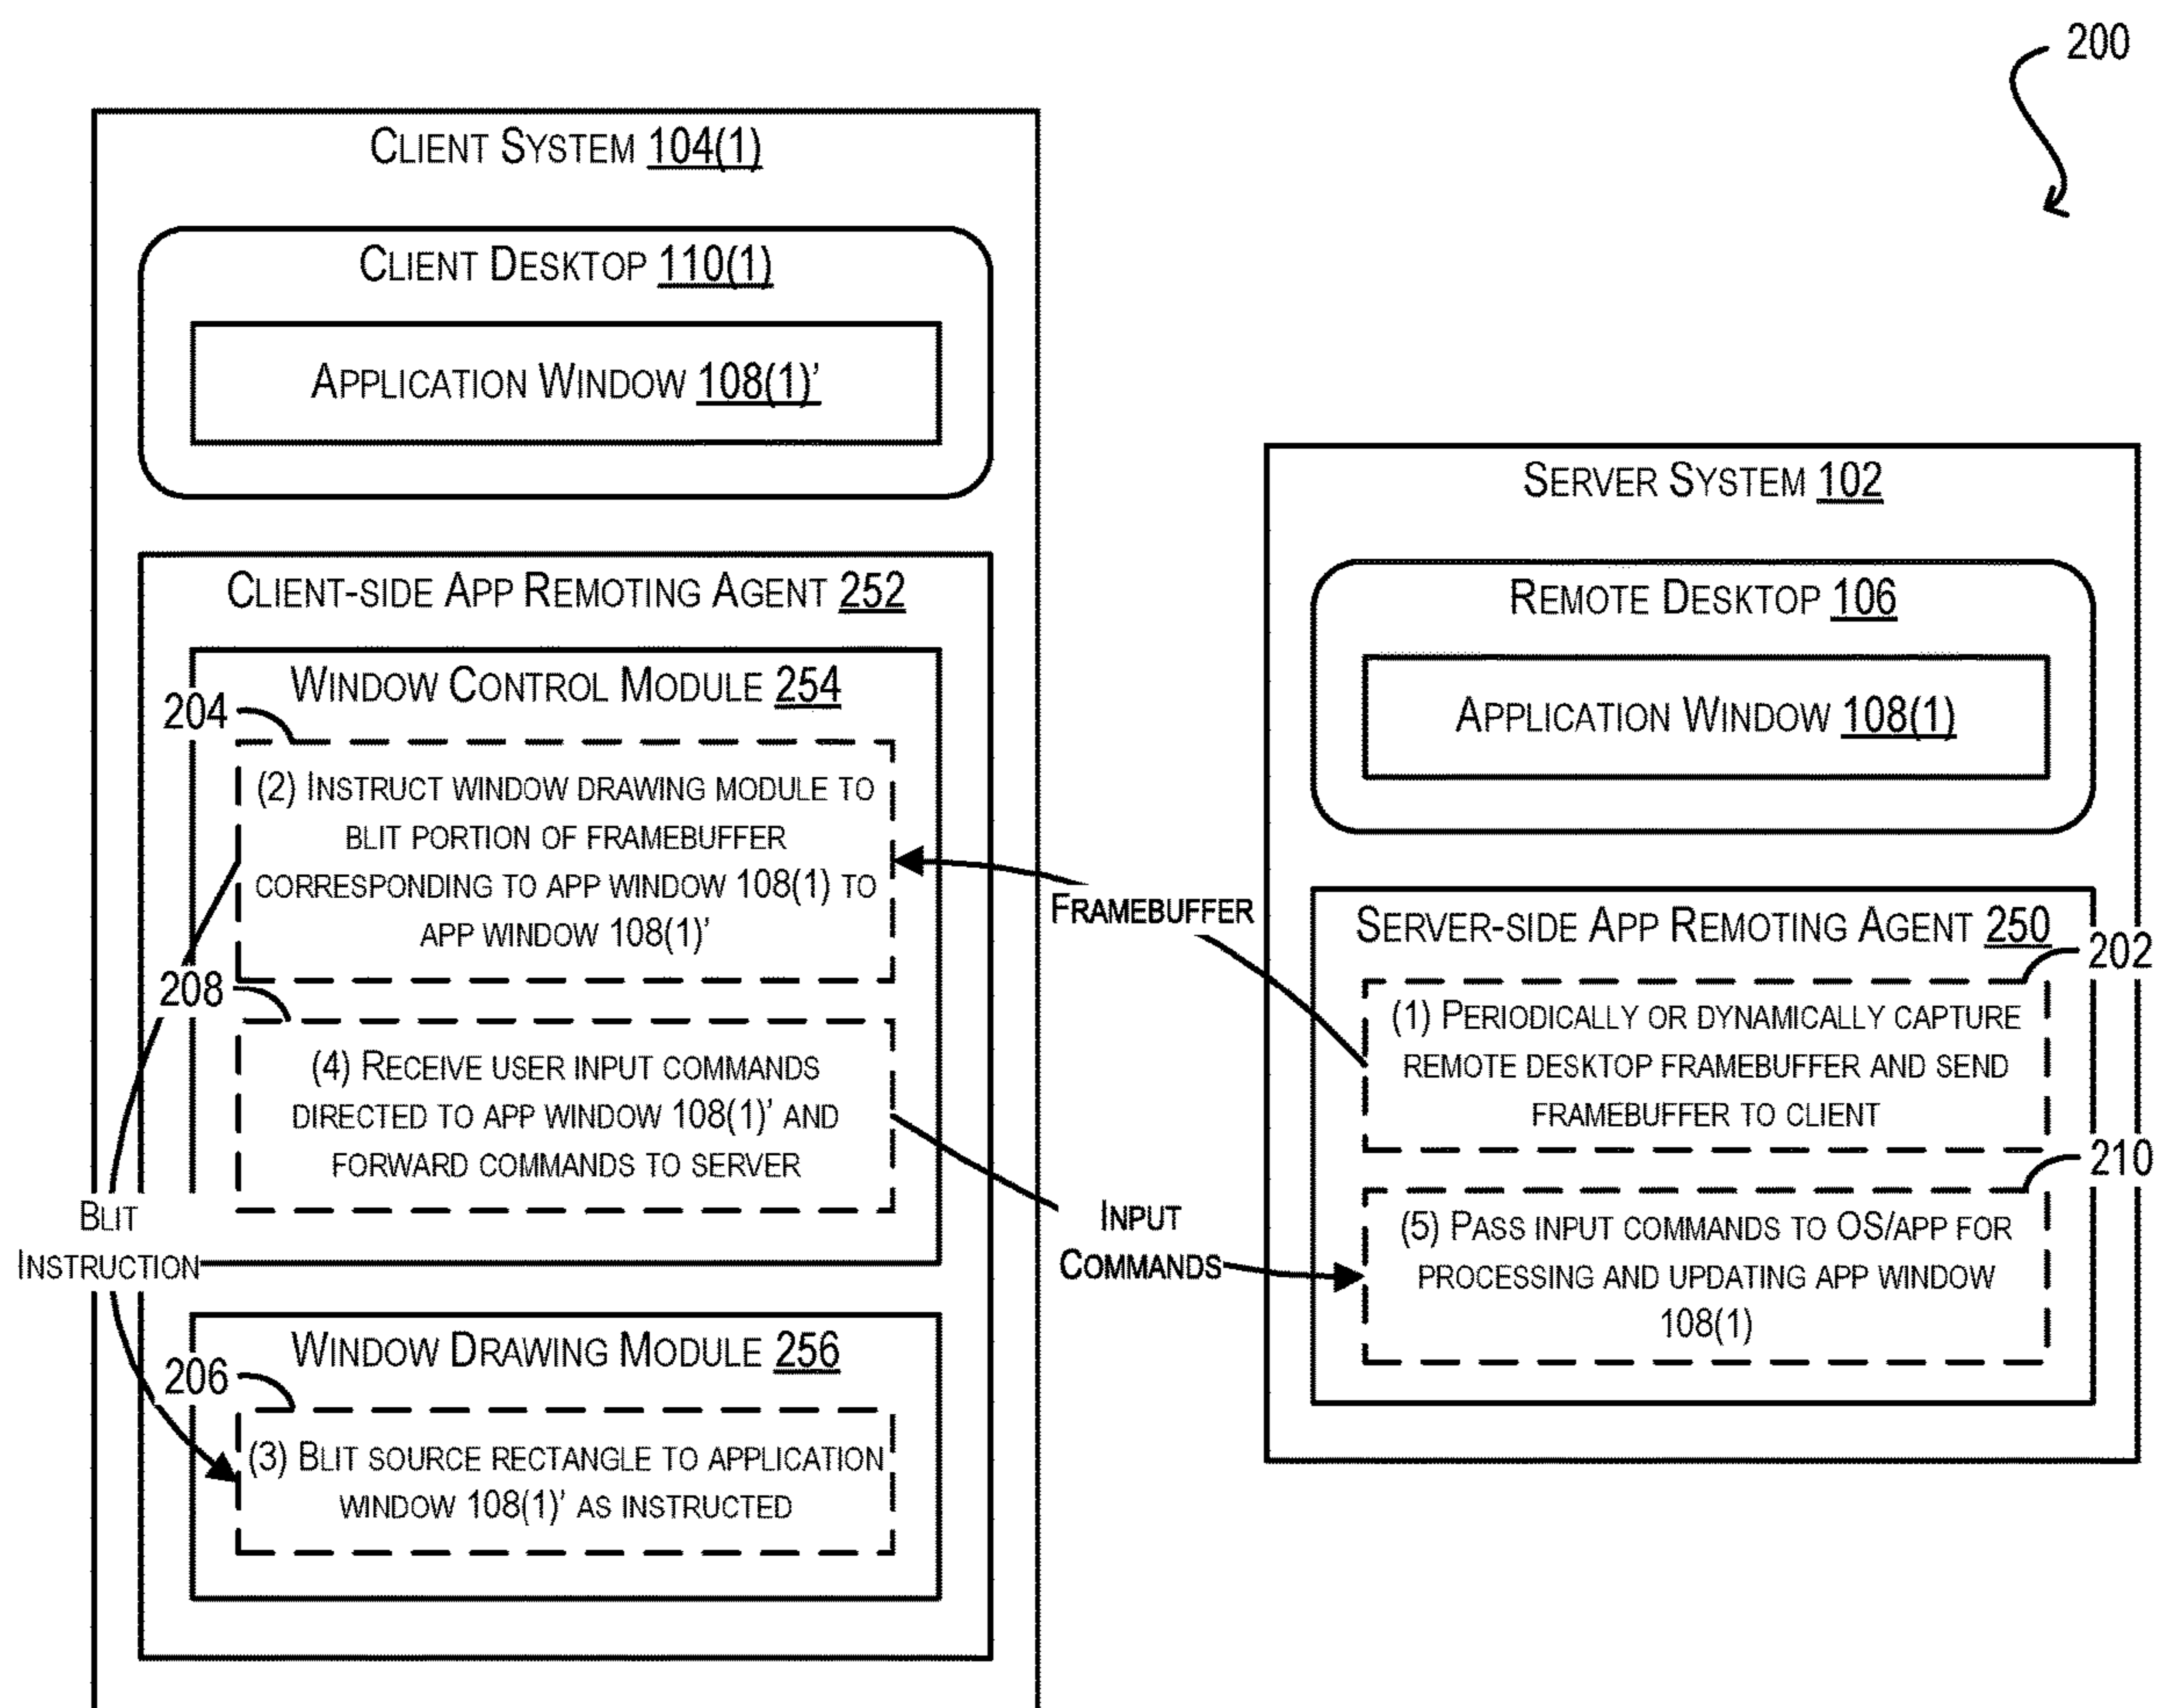 200
Client System 104(1)
Client Desktop 110(1)
Application Window 108(1)’
Client-side App Remoting Agent 252
Window Control Module 254
204
(2) Instruct window drawing module to
blit portion of framebuffer
corresponding to app window 108(1) to
app window 108(1)’
208
(4) Receive user input commands
directed to app window 108(1)’ and
forward commands to server
Blit
Instruction
Window Drawing Module 256
206
(3) Blit source rectangle to application
window 108(1)’ as instructed
Framebuffer
Input
Commands
Server System 102
Remote Desktop 106
Application Window 108(1)
Server-side App Remoting Agent 250
202
(1) Periodically or dynamically capture
remote desktop framebuffer and send
framebuffer to client
210
(5) Pass input commands to OS/app for
processing and updating app window
108(1)